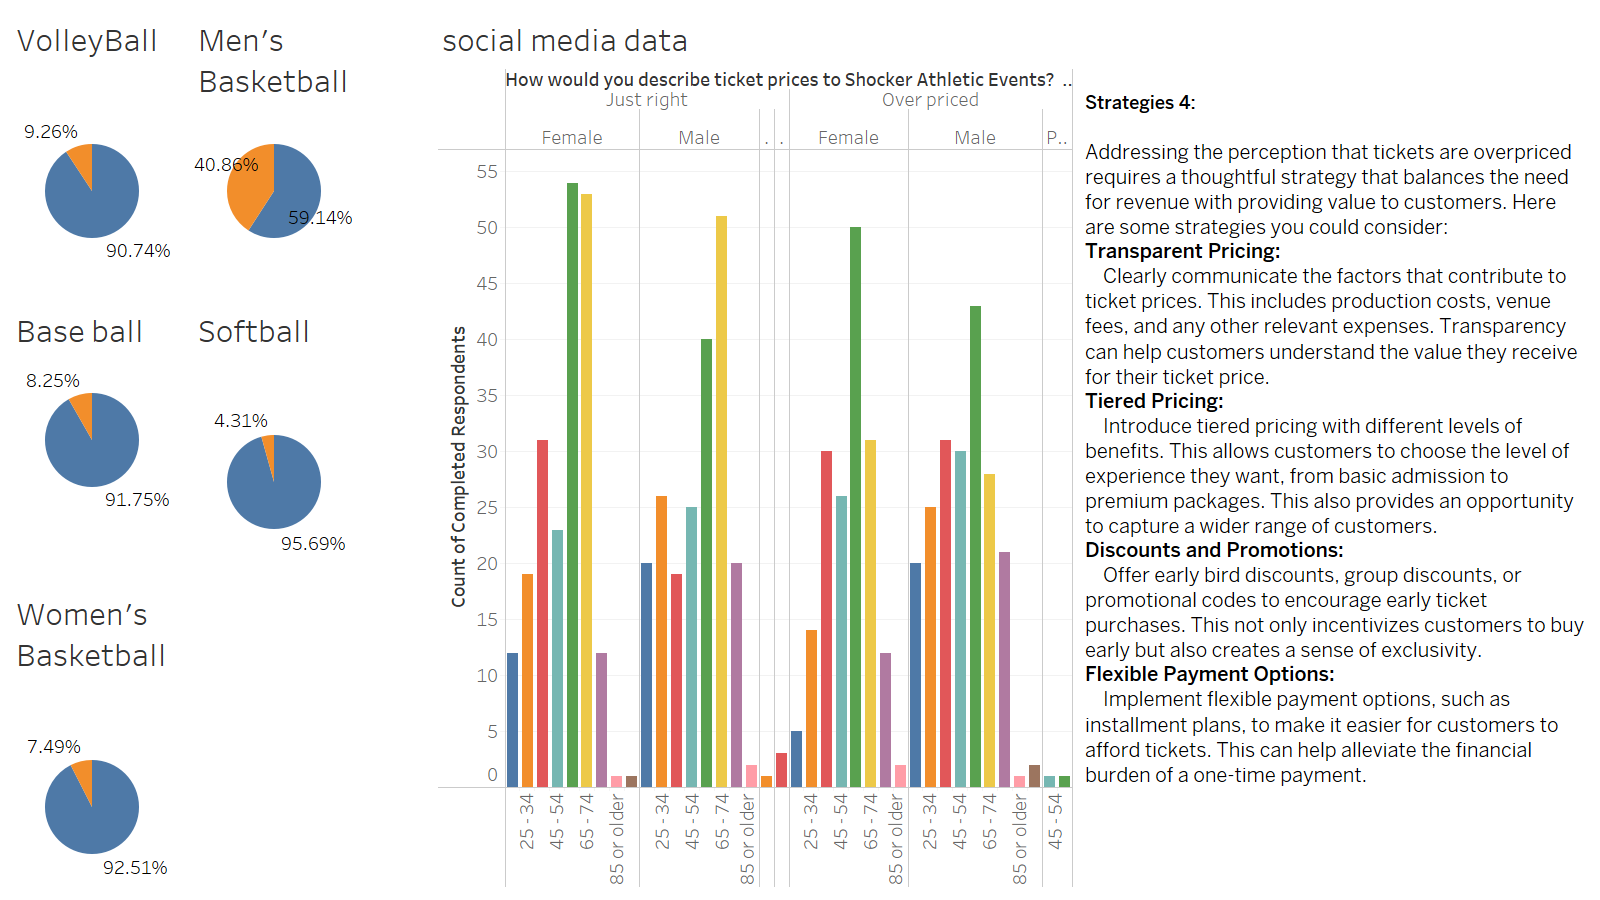 VolleyBall
9.26%
90.74%
Men's
Basketball
40.86%
59.14%
Base ball
8.25%
91.75%
Softball
4.31%
95.69%
Women's
Basketball
7.49%
92.51%
social media data
How would you describe ticket prices to Shocker Athletic Events? ..
Just right
Over priced
Female
Male
.
.
Female
Male
P..
Count of Completed Respondents
55
50
45
40
35
30
25
20
15
10
5
0
25 - 34
45 - 54
65 - 74
85 or older
25 - 34
45 - 54
65 - 74
85 or older
25 - 34
45 - 54
65 - 74
85 or older
25 - 34
45 - 54
65 - 74
85 or older
45 - 54
Strategies 4:
Addressing the perception that tickets are overpriced
requires a thoughtful strategy that balances the need
for revenue with providing value to customers. Here
are some strategies you could consider:
Transparent Pricing:
Clearly communicate the factors that contribute to
ticket prices. This includes production costs, venue
fees, and any other relevant expenses. Transparency
can help customers understand the value they receive
for their ticket price.
Tiered Pricing:
Introduce tiered pricing with different levels of
benefits. This allows customers to choose the level of
experience they want, from basic admission to
premium packages. This also provides an opportunity
to capture a wider range of customers.
Discounts and Promotions:
Offer early bird discounts, group discounts, or
promotional codes to encourage early ticket
purchases. This not only incentivizes customers to buy
early but also creates a sense of exclusivity.
Flexible Payment Options:
Implement flexible payment options, such as
installment plans, to make it easier for customers to
afford tickets. This can help alleviate the financial
burden of a one-time payment.